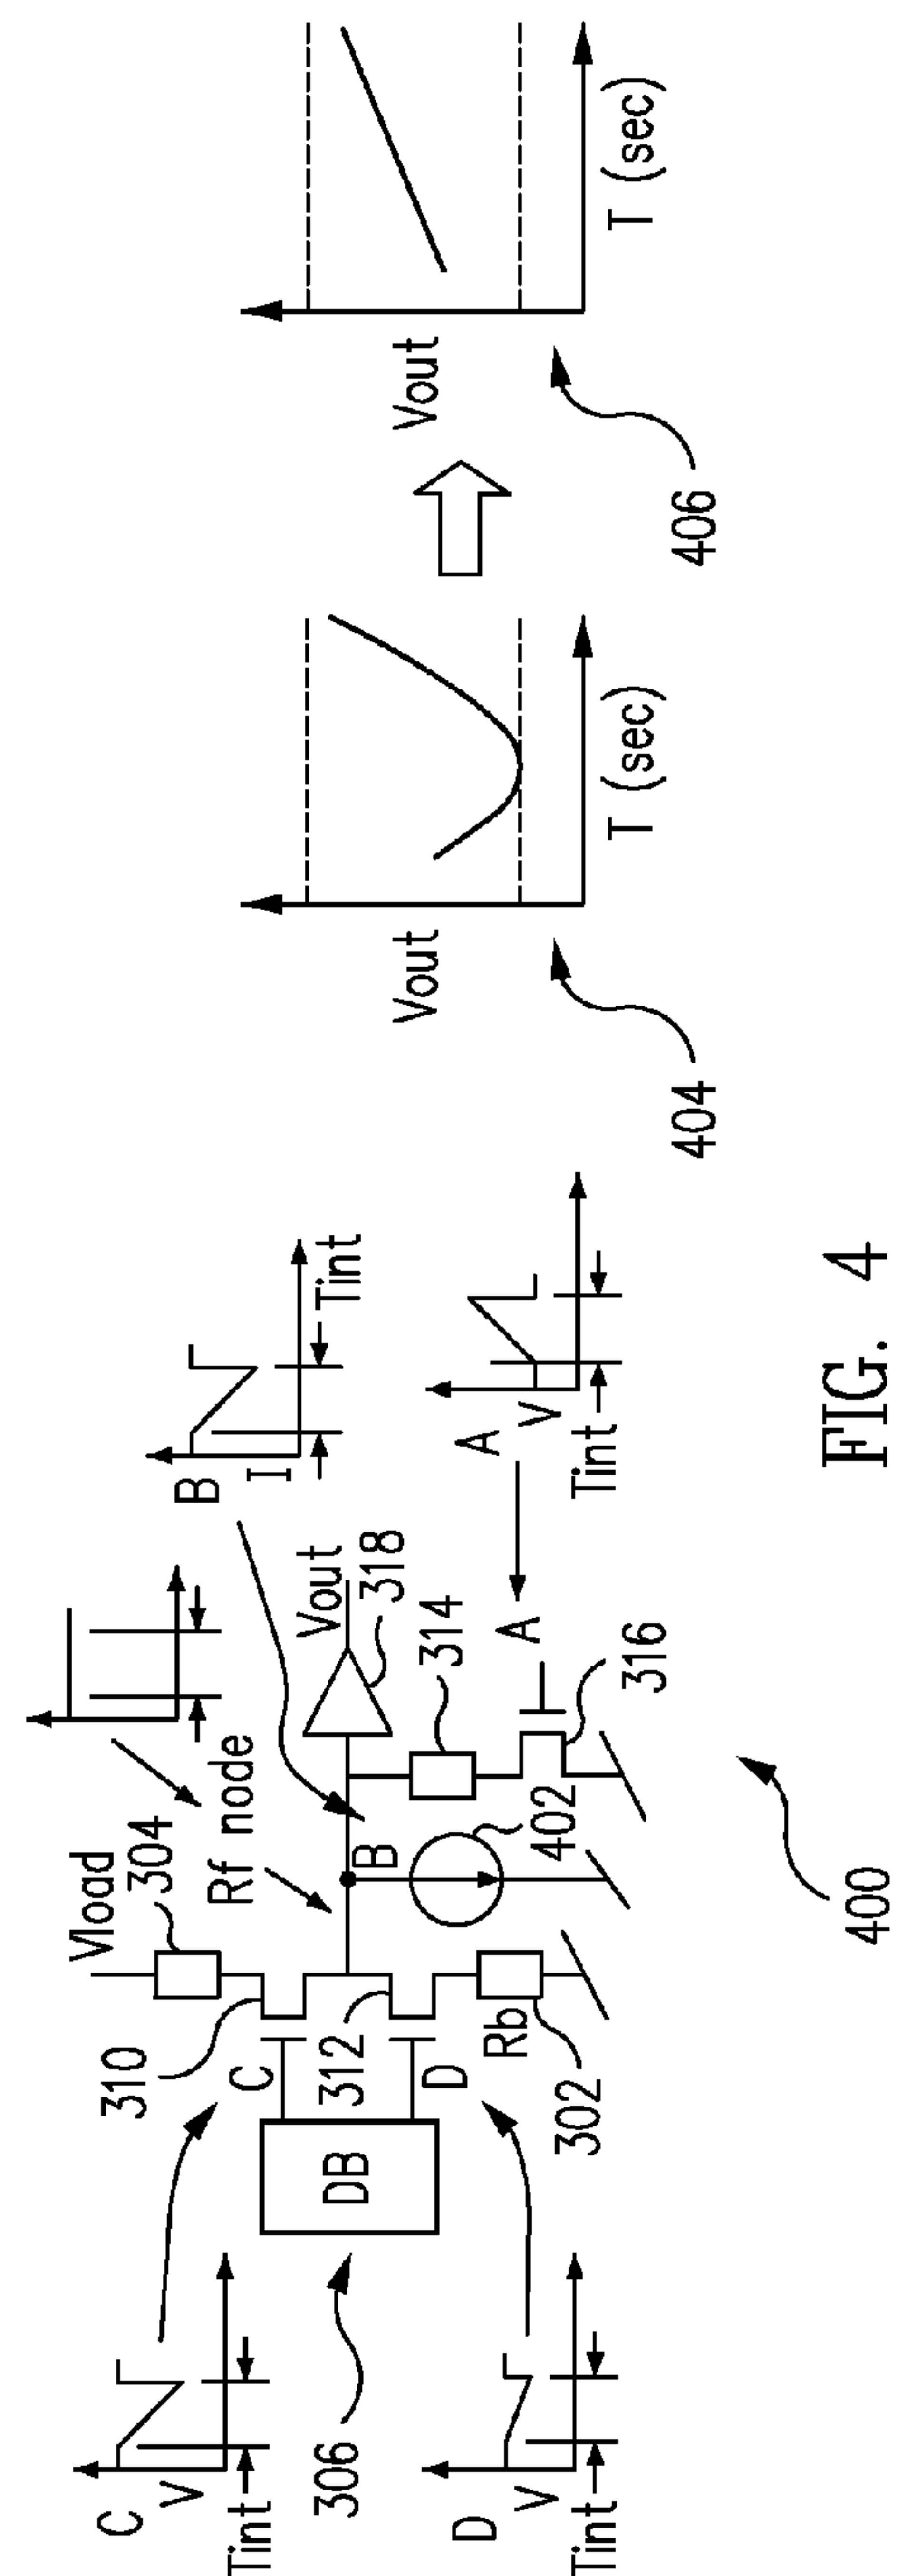 C
V
Tint
306
D
V
Tint
DB
C
D
310
312
Rb
302
Vload
304
Rf node
B
402
314
318
Vout
A
316
400
B
I
Tint
A
V
Tint
Vout
T (sec)
404
Vout
T (sec)
406
FIG. 4